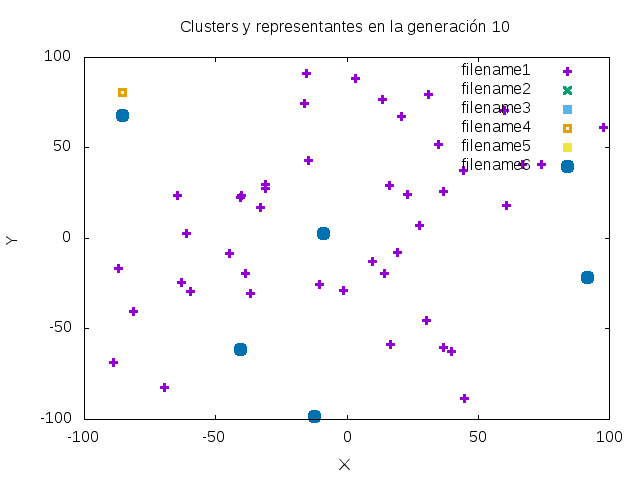 Clusters y representantes en la generación 10
filename1
filename2
filename3
filename4
filename5
filename6
100
50
0
-50
-100
Y
-100
-50
0
50
100
X